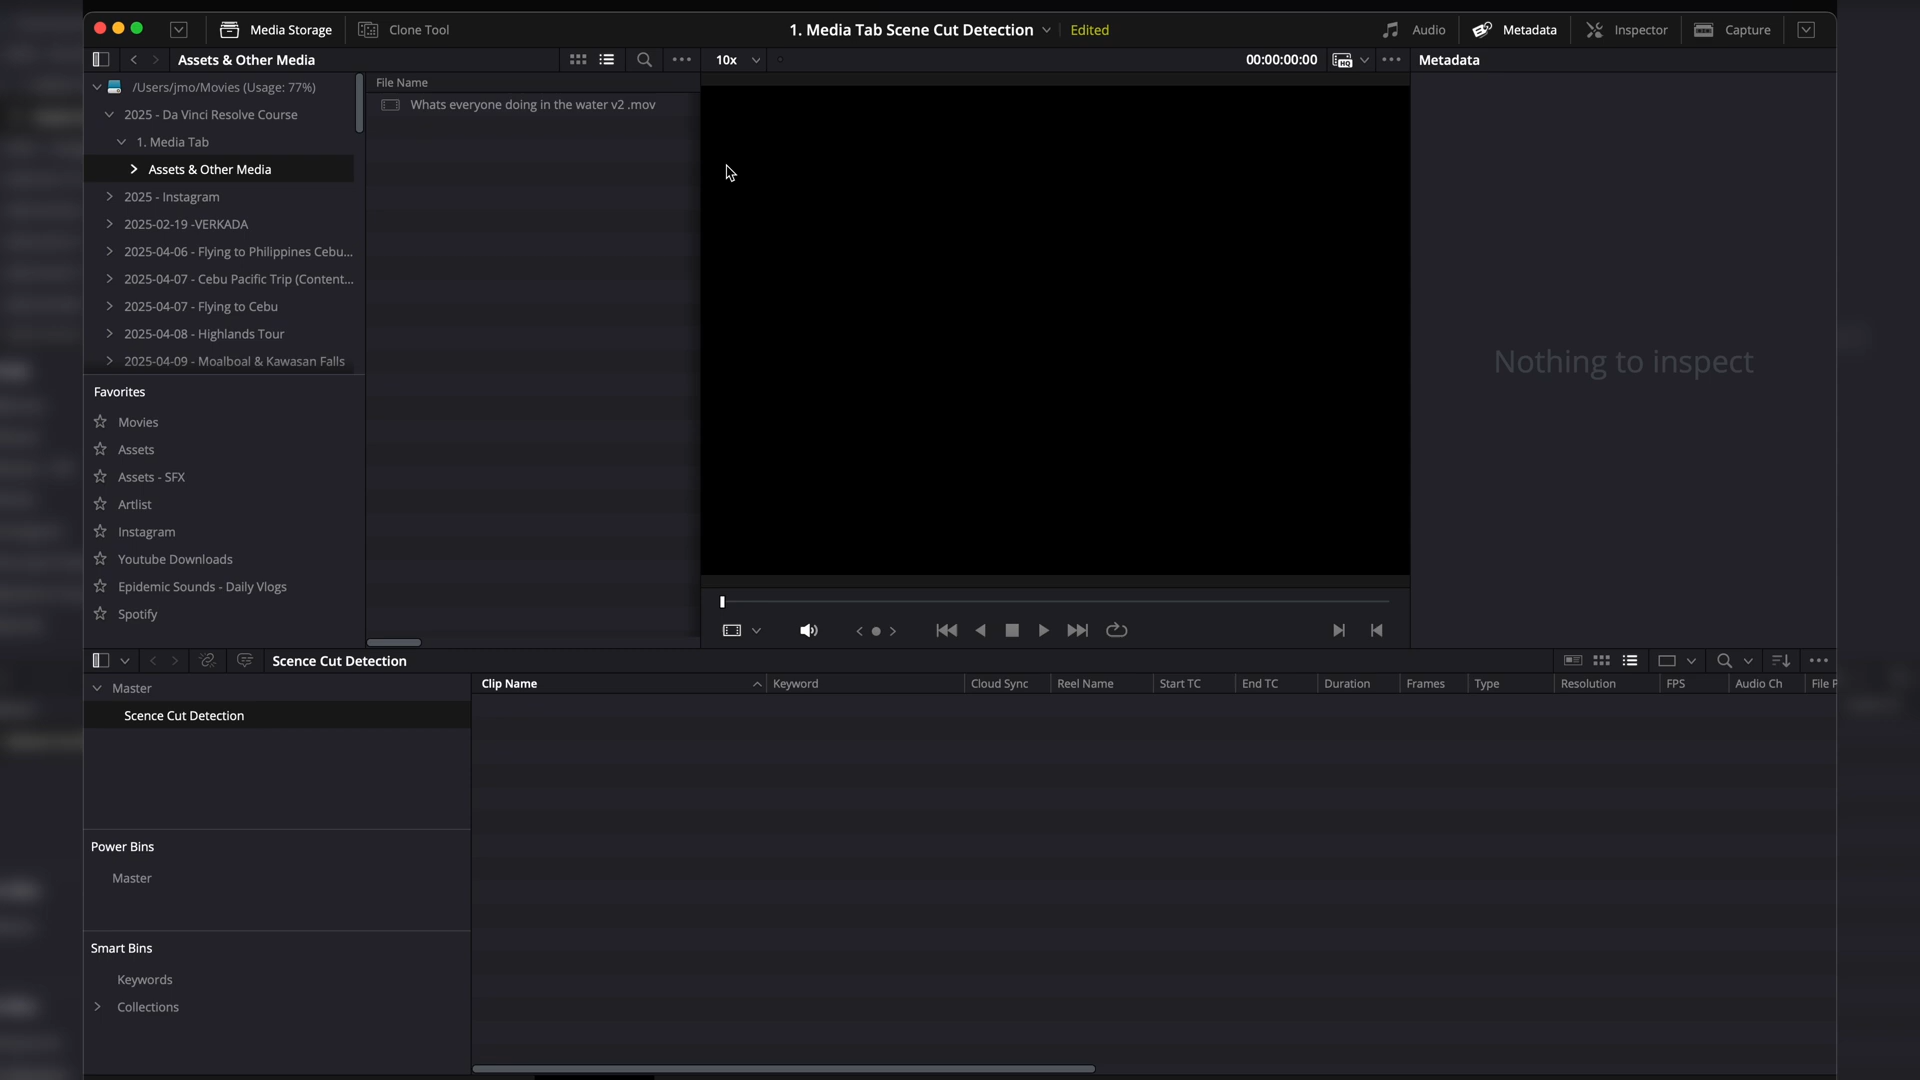 Media Storage
Clone Tool
1. Media Tab Scene Cut Detection
Edited
Audio
Metadata
Inspector
Capture
Assets & Other Media
10x
00:00:00:00
Metadata
/Users/jmo/Movies (Usage: 77%)
2025 - Da Vinci Resolve Course
1. Media Tab
Assets & Other Media
2025 - Instagram
2025-02-19 -VERKADA
2025-04-06 - Flying to Philippines Cebu...
2025-04-07 - Cebu Pacific Trip (Content...
2025-04-07 - Flying to Cebu
2025-04-08 - Highlands Tour
2025-04-09 - Moalboal & Kawasan Falls
File Name
Whats everyone doing in the water v2 .mov
Nothing to inspect
Favorites
Movies
Assets
Assets - SFX
Artlist
Instagram
Youtube Downloads
Epidemic Sounds - Daily Vlogs
Spotify
HQ
Scence Cut Detection
Master
Scence Cut Detection
Clip Name
Keyword
Cloud Sync
Reel Name
Start TC
End TC
Duration
Frames
Type
Resolution
FPS
Audio Ch
File P
Power Bins
Master
Smart Bins
Keywords
Collections